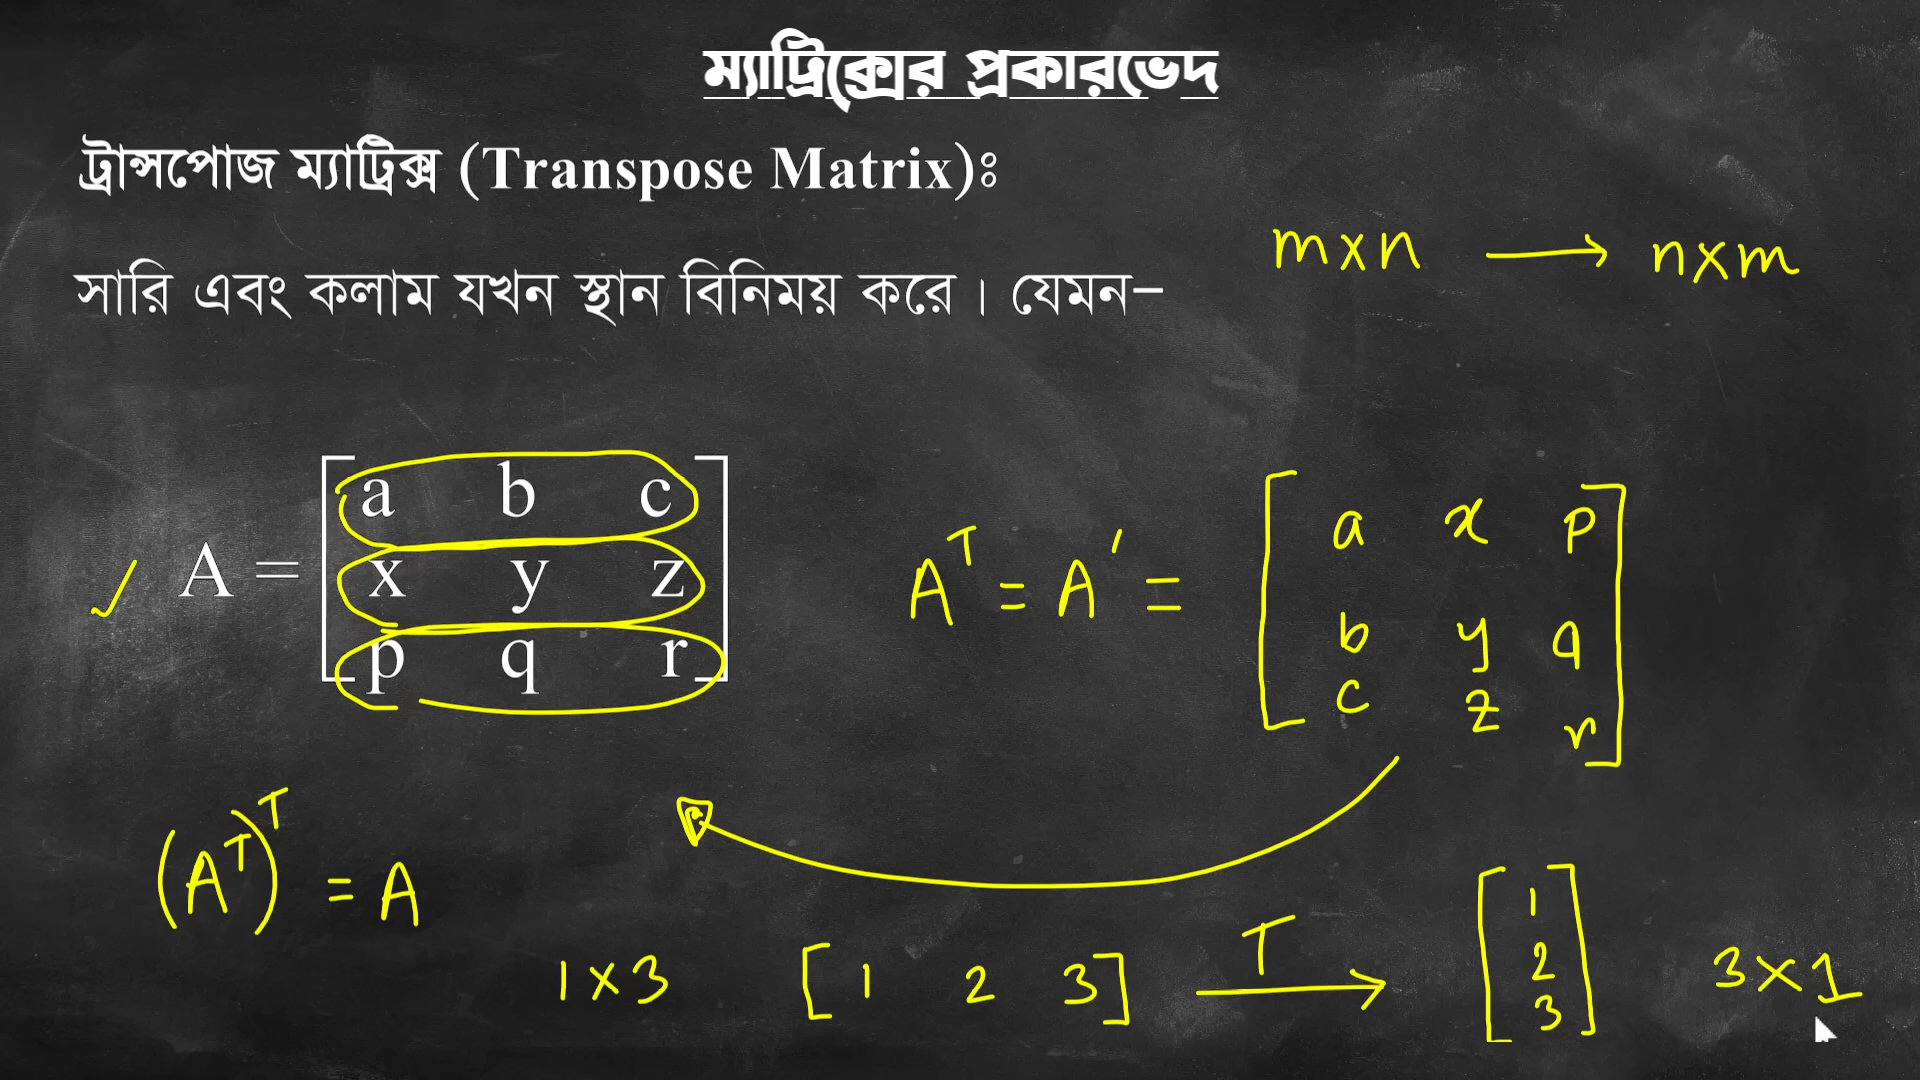 ম্যাট্রিক্সের প্রকারভেদ
ট্রান্সপোজ ম্যাট্রিক্স (Transpose Matrix)ঃ
সারি এবং কলাম যখন স্থান বিনিময় করে। যেমন–
m×n → n×m
A = [a b c
x y z
p q r]
A^T = A' = [a x p
b y q
c z r]
(A^T)^T = A
1×3 [1 2 3] T→ [1
2
3] 3×1